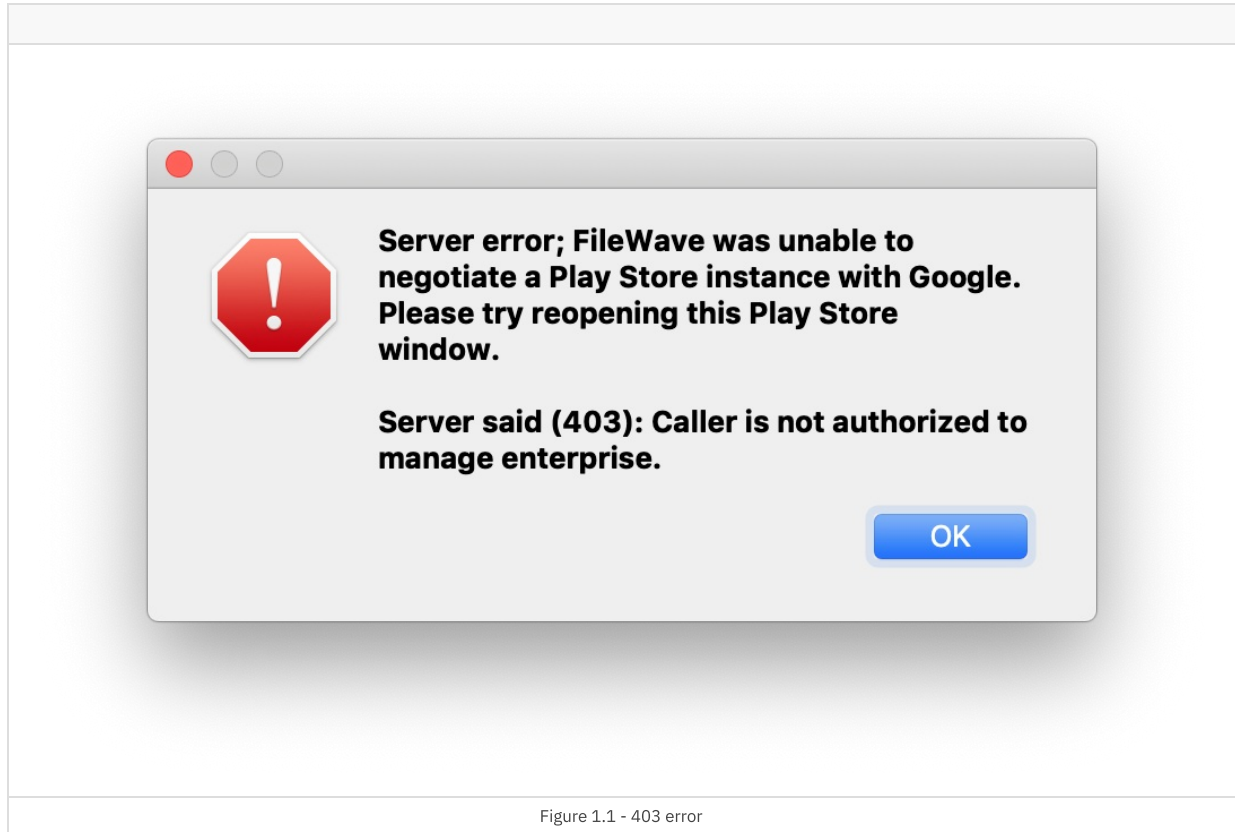 Server error; FileWave was unable to
negotiate a Play Store instance with Google.
Please try reopening this Play Store
window.
Server said (403): Caller is not authorized to
manage enterprise.
OK
Figure 1.1 - 403 error